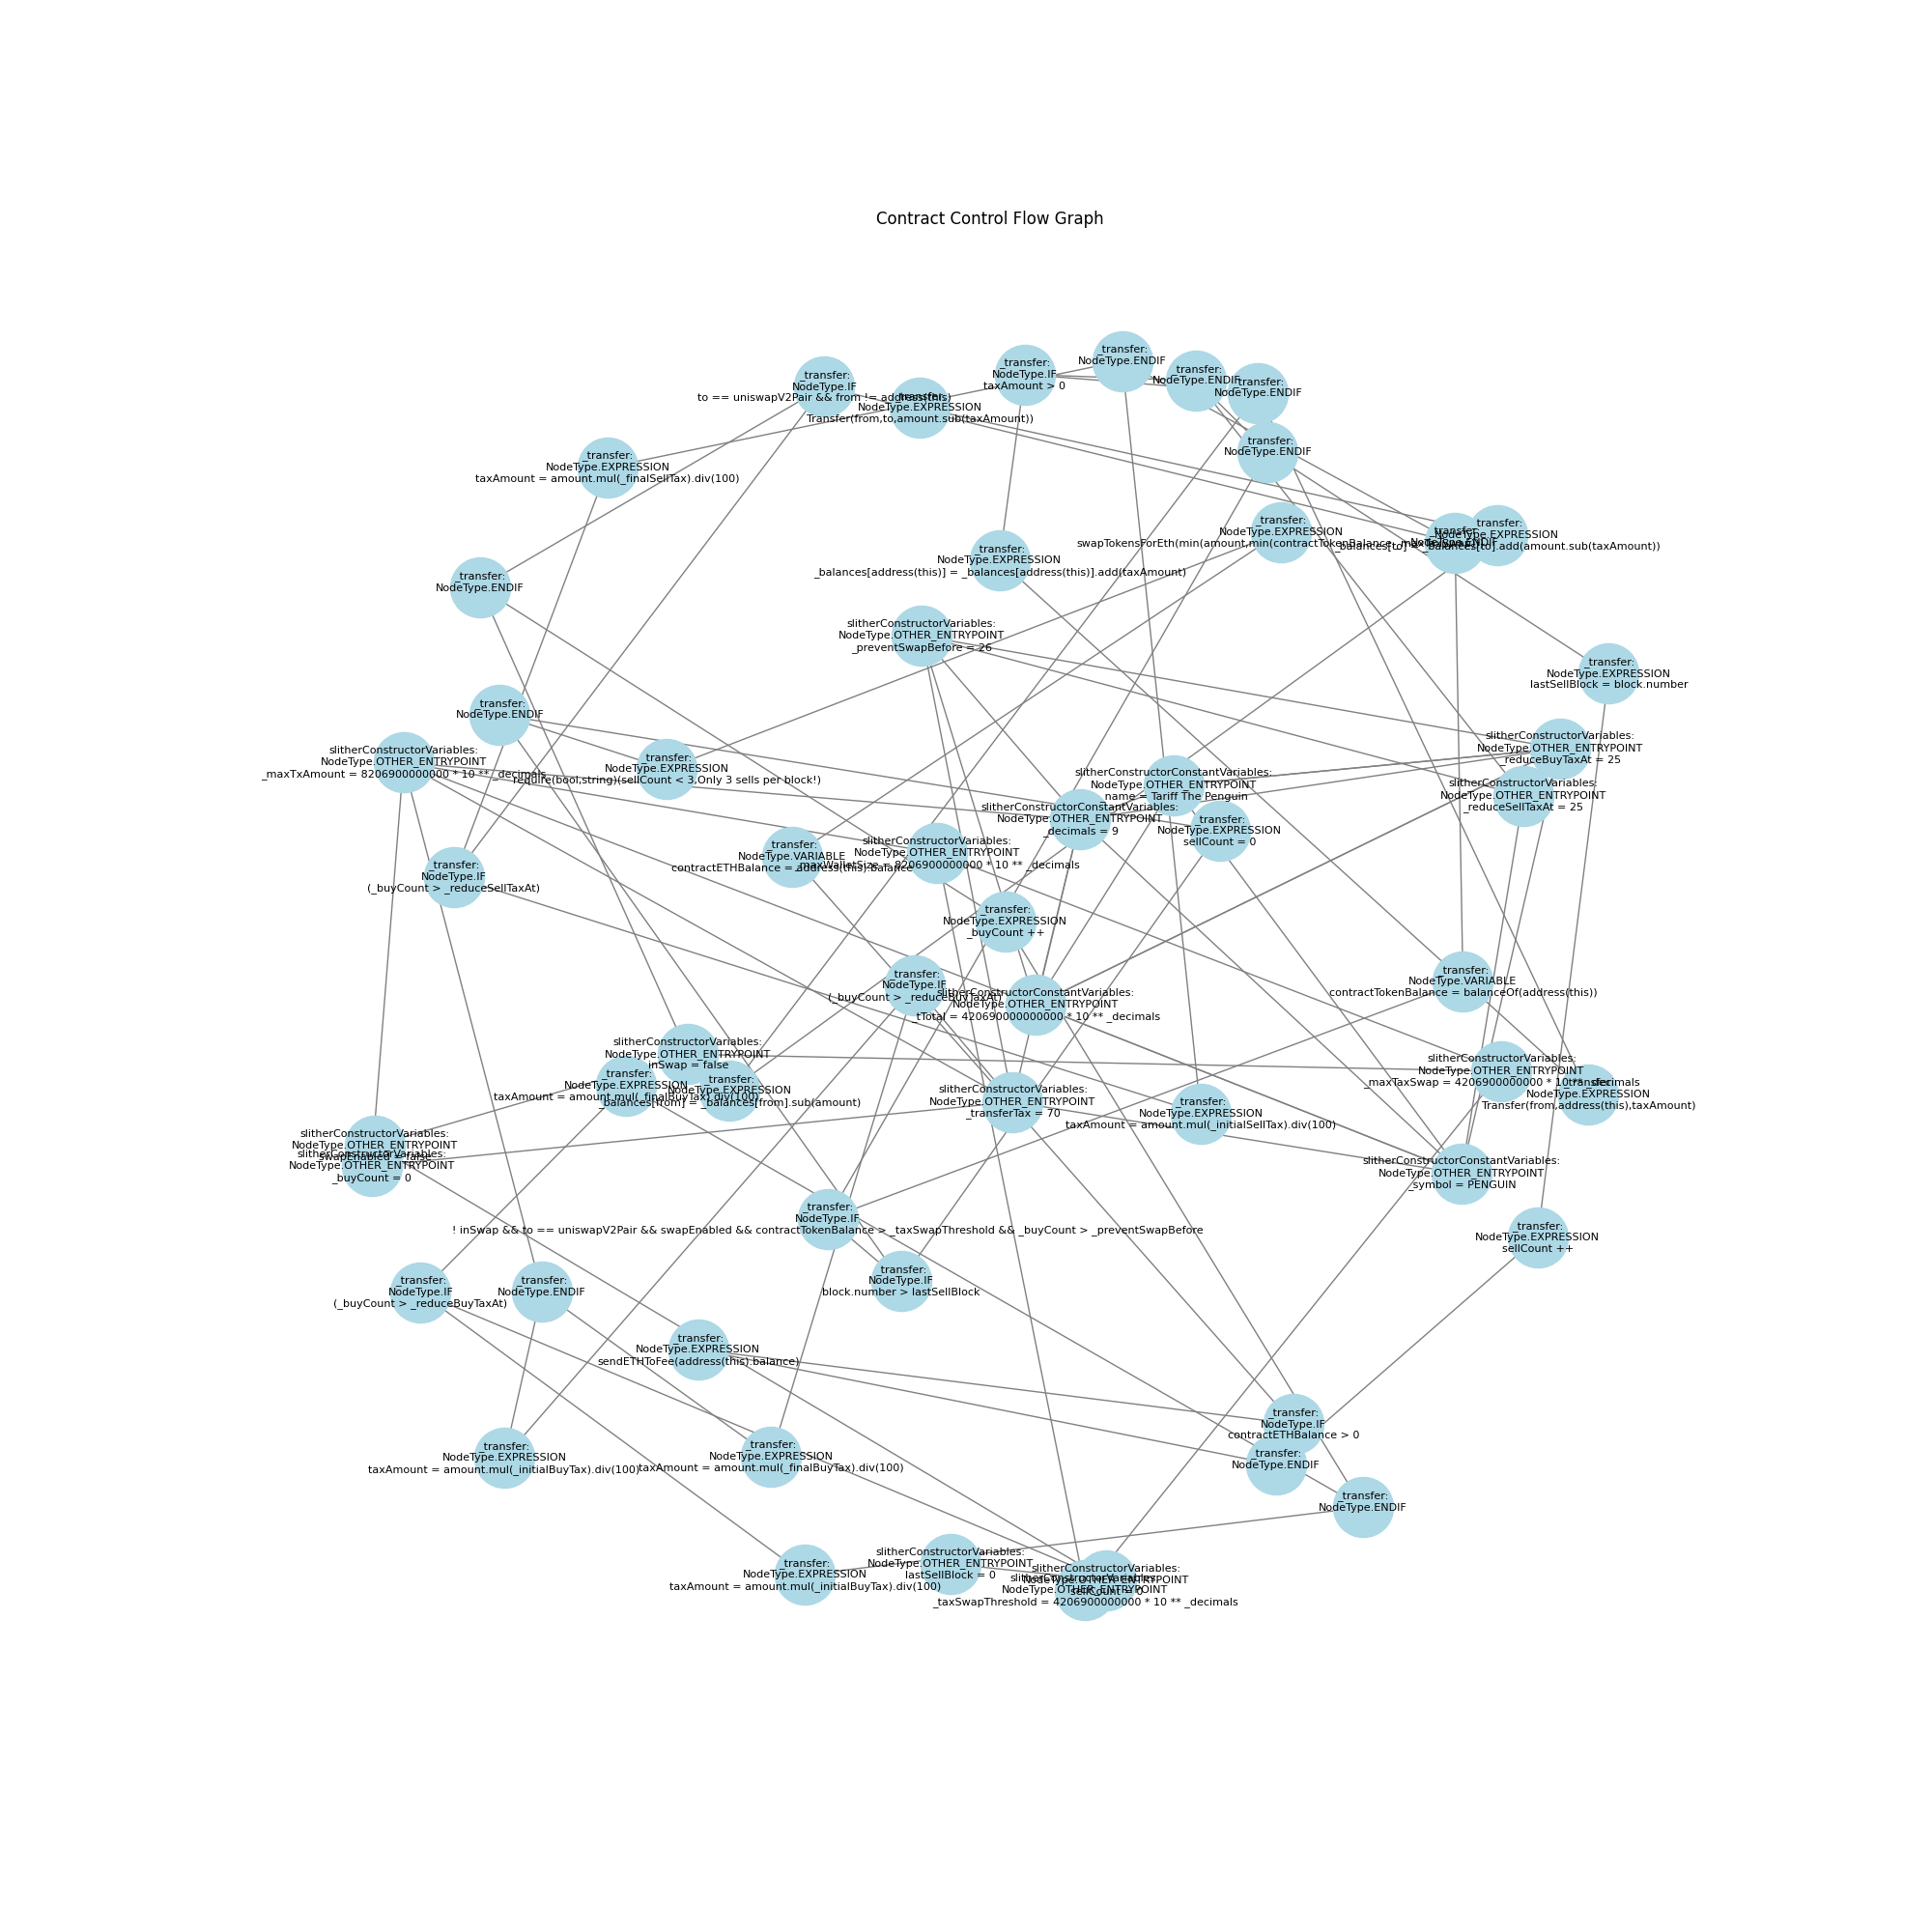 Contract Control Flow Graph
_transfer:
NodeType.ENDIF
_transfer:
NodeType.IF
taxAmount > 0
_transfer:
NodeType.ENDIF
_transfer:
NodeType.IF
to == uniswapV2Pair && from != address(this)
_transfer:
NodeType.ENDIF
_transfer:
NodeType.EXPRESSION
Transfer(from,to,amount.sub(taxAmount))
_transfer:
NodeType.ENDIF
_transfer:
NodeType.EXPRESSION
taxAmount = amount.mul(_finalSellTax).div(100)
_transfer:
NodeType.EXPRESSION
swapTokensForEth(min(amount,min(contractTokenBalance,
_transfer:
NodeType.ENDIF
_transfer:
NodeType.EXPRESSION
_balances[to] = _balances[to].add(amount.sub(taxAmount))
_transfer:
NodeType.EXPRESSION
_balances[address(this)] = _balances[address(this)].add(taxAmount)
_transfer:
NodeType.ENDIF
slitherConstructorVariables:
NodeType.OTHER_ENTRYPOINT
_preventSwapBefore = 26
_transfer:
NodeType.EXPRESSION
lastSellBlock = block.number
_transfer:
NodeType.ENDIF
slitherConstructorVariables:
NodeType.OTHER_ENTRYPOINT
_reduceBuyTaxAt = 25
slitherConstructorVariables:
NodeType.OTHER_ENTRYPOINT
_maxTxAmount = 8206900000000 * 10 ** _decimals
_transfer:
NodeType.EXPRESSION
require(bool,string)(sellCount < 3,Only 3 sells per block!)
slitherConstructorConstantVariables:
NodeType.OTHER_ENTRYPOINT
_name = Tariff The Penguin
slitherConstructorVariables:
NodeType.OTHER_ENTRYPOINT
_reduceSellTaxAt = 25
slitherConstructorConstantVariables:
NodeType.OTHER_ENTRYPOINT
_decimals = 9
_transfer:
NodeType.EXPRESSION
sellCount = 0
slitherConstructorVariables:
NodeType.OTHER_ENTRYPOINT
_maxWalletSize = 8206900000000 * 10 ** _decimals
_transfer:
NodeType.VARIABLE
contractETHBalance = address(this).balance
_transfer:
NodeType.IF
(_buyCount > _reduceSellTaxAt)
_transfer:
NodeType.EXPRESSION
_buyCount ++
_transfer:
NodeType.VARIABLE
contractTokenBalance = balanceOf(address(this))
_transfer:
NodeType.IF
(_buyCount > _reduceBuyTaxAt)
slitherConstructorConstantVariables:
NodeType.OTHER_ENTRYPOINT
_tTotal = 420690000000000 * 10 ** _decimals
slitherConstructorVariables:
NodeType.OTHER_ENTRYPOINT
inSwap = false
slitherConstructorVariables:
NodeType.OTHER_ENTRYPOINT
_maxTaxSwap = 4206900000000 * 10 ** _decimals
_transfer:
NodeType.EXPRESSION
taxAmount = amount.mul(_finalBuyTax).div(100)
_transfer:
NodeType.EXPRESSION
_balances[from] = _balances[from].sub(amount)
_transfer:
NodeType.EXPRESSION
Transfer(from,address(this),taxAmount)
slitherConstructorVariables:
NodeType.OTHER_ENTRYPOINT
_transferTax = 70
_transfer:
NodeType.EXPRESSION
taxAmount = amount.mul(_initialSellTax).div(100)
slitherConstructorVariables:
NodeType.OTHER_ENTRYPOINT
swapEnabled = false
slitherConstructorVariables:
NodeType.OTHER_ENTRYPOINT
_buyCount = 0
slitherConstructorConstantVariables:
NodeType.OTHER_ENTRYPOINT
_symbol = PENGUIN
_transfer:
NodeType.IF
! inSwap && to == uniswapV2Pair && swapEnabled && contractTokenBalance > _taxSwapThreshold && _buyCount > _preventSwapBefore
_transfer:
NodeType.EXPRESSION
sellCount ++
_transfer:
NodeType.IF
block.number > lastSellBlock
_transfer:
NodeType.IF
(_buyCount > _reduceBuyTaxAt)
_transfer:
NodeType.ENDIF
_transfer:
NodeType.EXPRESSION
sendETHToFee(address(this).balance)
_transfer:
NodeType.IF
contractETHBalance > 0
_transfer:
NodeType.ENDIF
_transfer:
NodeType.EXPRESSION
taxAmount = amount.mul(_initialBuyTax).div(100)
_transfer:
NodeType.EXPRESSION
taxAmount = amount.mul(_finalBuyTax).div(100)
_transfer:
NodeType.ENDIF
_transfer:
NodeType.EXPRESSION
taxAmount = amount.mul(_initialBuyTax).div(100)
slitherConstructorVariables:
NodeType.OTHER_ENTRYPOINT
lastSellBlock = 0
slitherConstructorVariables:
NodeType.OTHER_ENTRYPOINT
sellCount = 0
slitherConstructorVariables:
NodeType.OTHER_ENTRYPOINT
_taxSwapThreshold = 4206900000000 * 10 ** _decimals